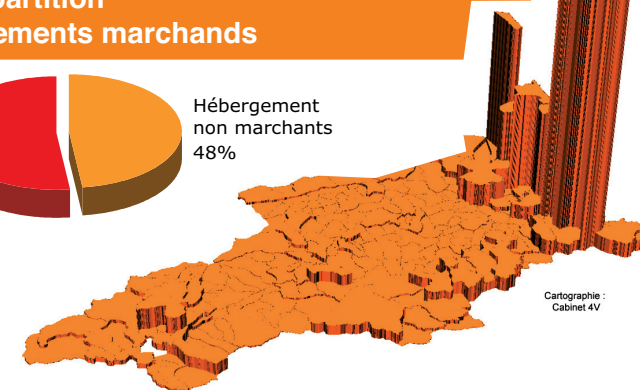 ements marchands
Hébergement
non marchants
48%
Cartographie :
Cabinet 4V